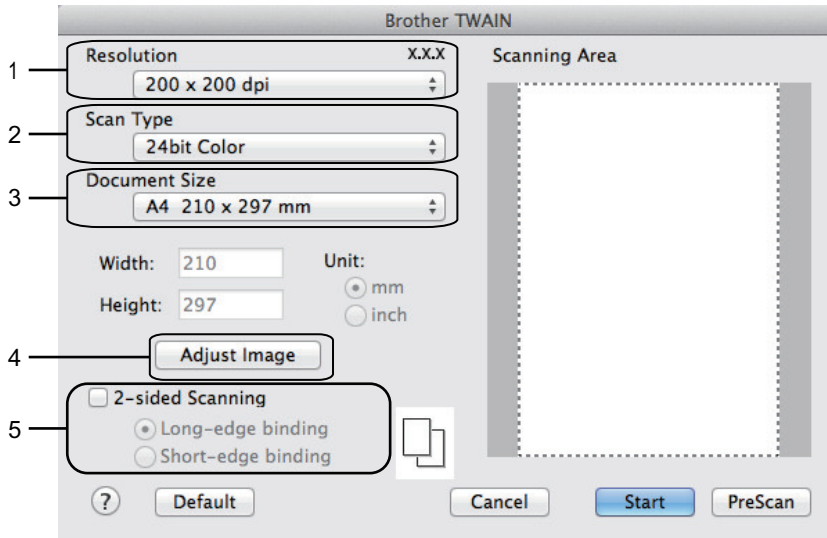 Brother TWAIN
1
Resolution X.X.X
200 x 200 dpi
2
Scan Type
24bit Color
3
Document Size
A4 210 x 297 mm
Width: 210
Height: 297
Unit:
mm
inch
4
Adjust Image
5
2-sided Scanning
Long-edge binding
Short-edge binding
Scanning Area
? Default Cancel Start PreScan